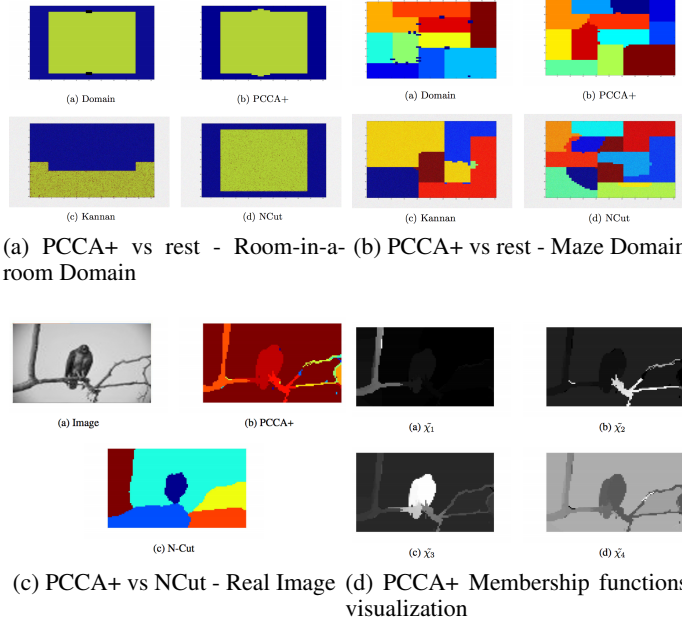 (a) Domain
(b) PCCA+
(a) Domain
(b) PCCA+
(c) Kannan
(d) NCut
(c) Kannan
(d) NCut
(a) PCCA+ vs rest - Room-in-a-
room Domain
(b) PCCA+ vs rest - Maze Domain
(a) Image
(b) PCCA+
(a) χ̃₁
(b) χ̃₂
(c) N-Cut
(c) χ̃₃
(d) χ̃₄
(c) PCCA+ vs NCut - Real Image
(d) PCCA+ Membership functions
visualization